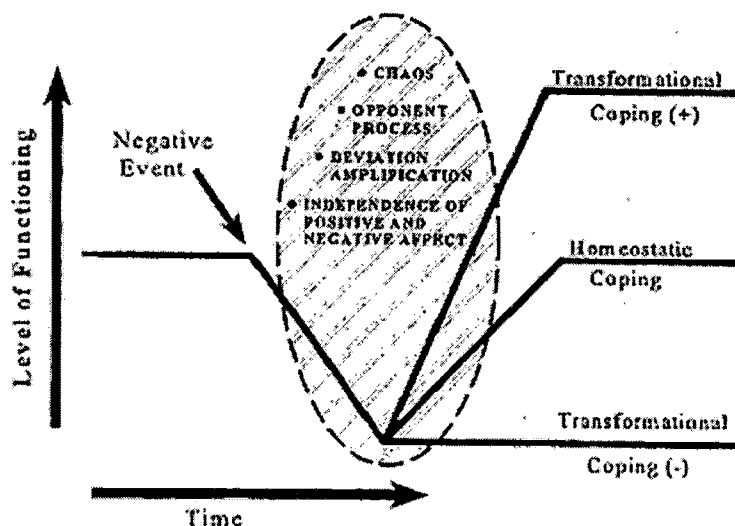 CHAOS
OPPONENT
PROCESS
DEVIATION
AMPLIFICATION
INDEPENDENCE OF
POSITIVE AND
NEGATIVE AFFECT
Negative
Event
Level of Functioning
Transformational
Coping (+)
Homeostatic
Coping
Transformational
Coping (-)
Time